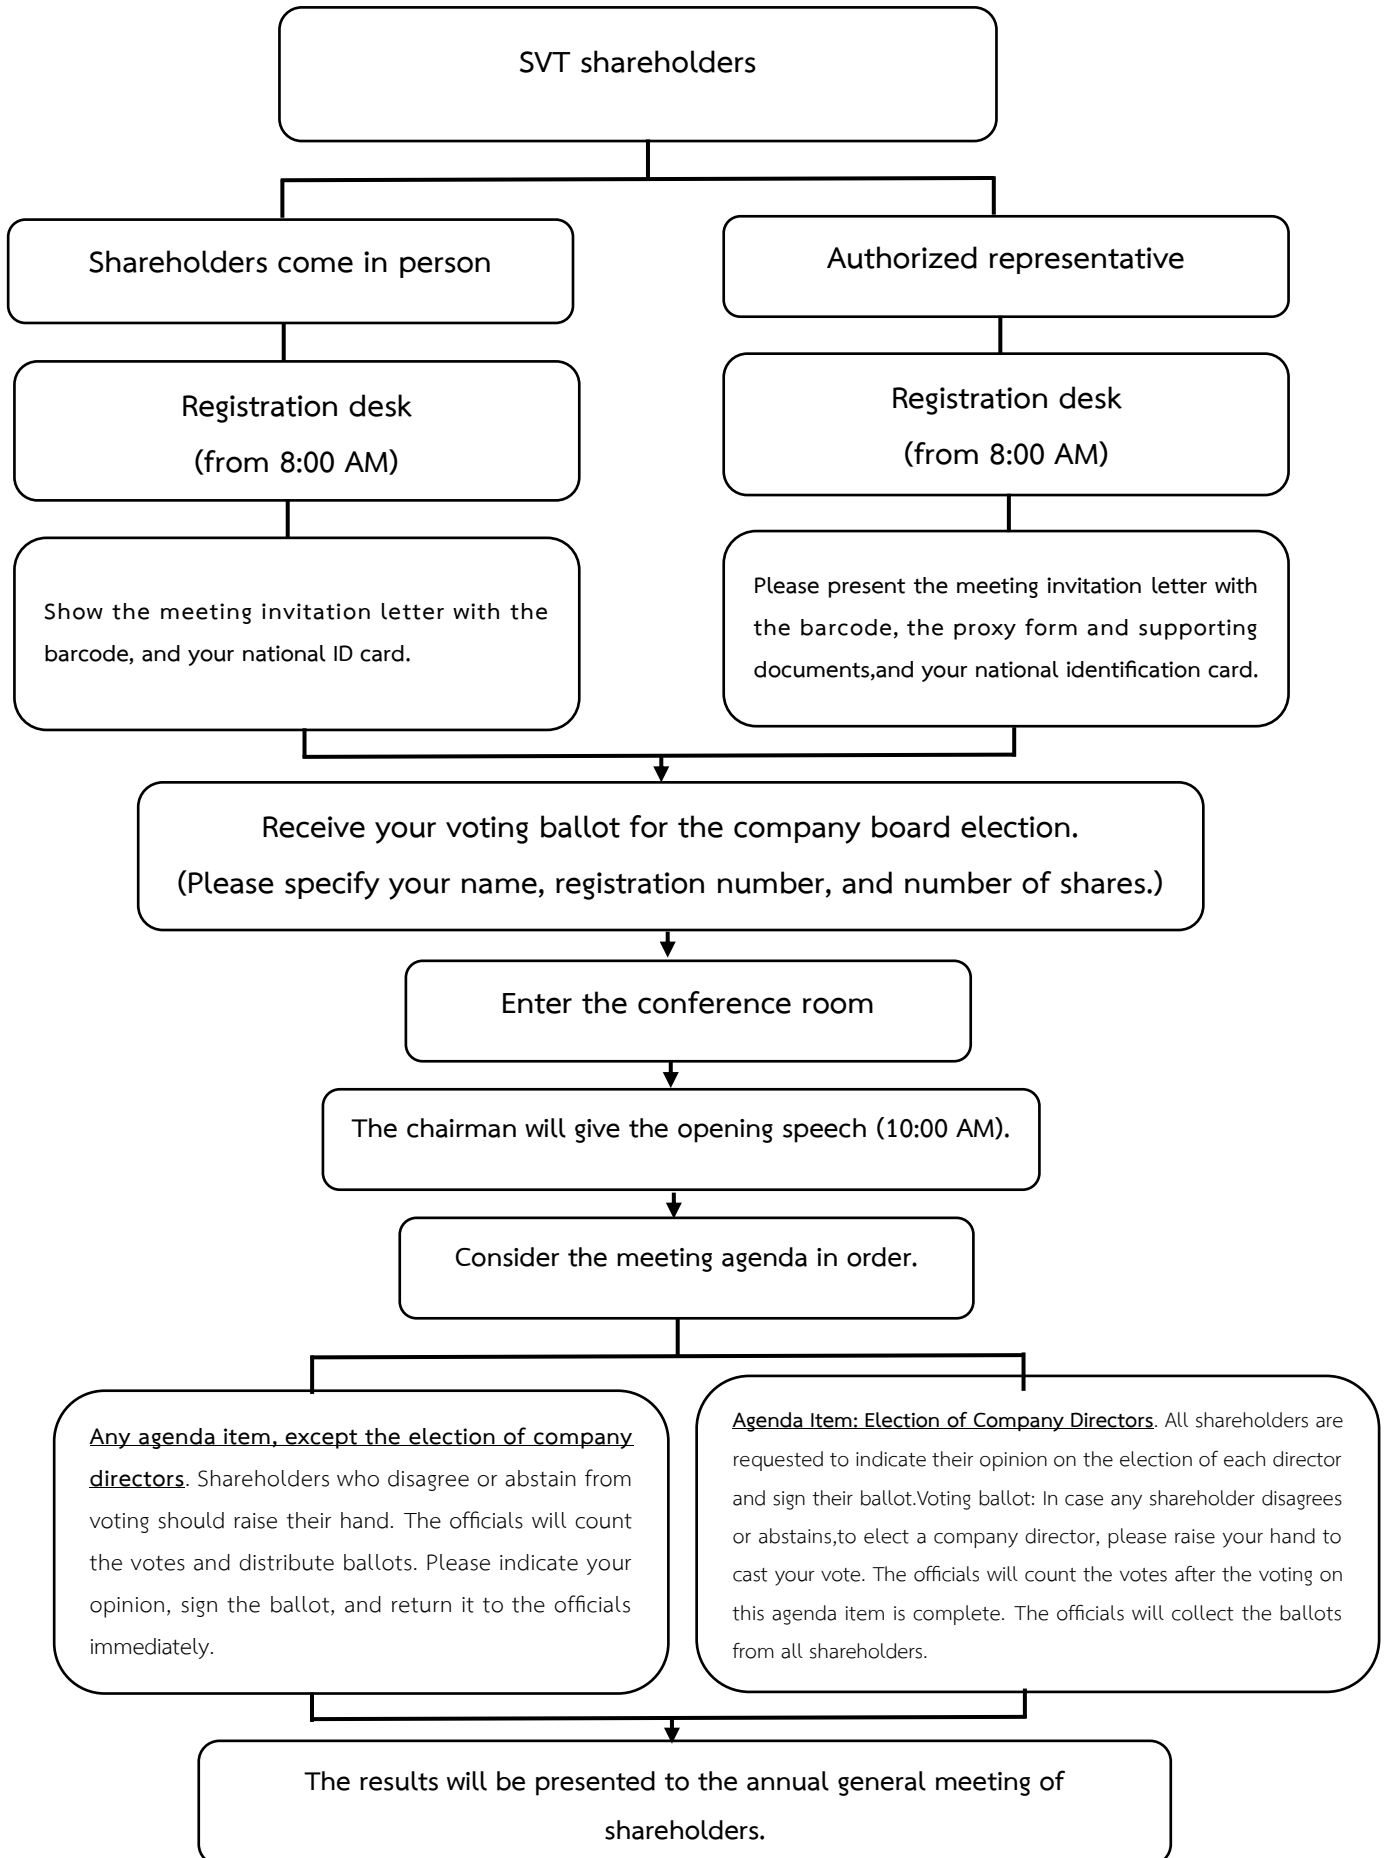 SVT shareholders
Shareholders come in person
Authorized representative
Registration desk
(from 8:00 AM)
Registration desk
(from 8:00 AM)
Show the meeting invitation letter with the
barcode, and your national ID card.
Please present the meeting invitation letter with
the barcode, the proxy form and supporting
documents,and your national identification card.
Receive your voting ballot for the company board election.
(Please specify your name, registration number, and number of shares.)
Enter the conference room
The chairman will give the opening speech (10:00 AM).
Consider the meeting agenda in order.
Any agenda item, except the election of company
directors. Shareholders who disagree or abstain from
voting should raise their hand. The officials will count
the votes and distribute ballots. Please indicate your
opinion, sign the ballot, and return it to the officials
immediately.
Agenda Item: Election of Company Directors. All shareholders are
requested to indicate their opinion on the election of each director
and sign their ballot.Voting ballot: In case any shareholder disagrees
or abstains,to elect a company director, please raise your hand to
cast your vote. The officials will count the votes after the voting on
this agenda item is complete. The officials will collect the ballots
from all shareholders.
The results will be presented to the annual general meeting of
shareholders.